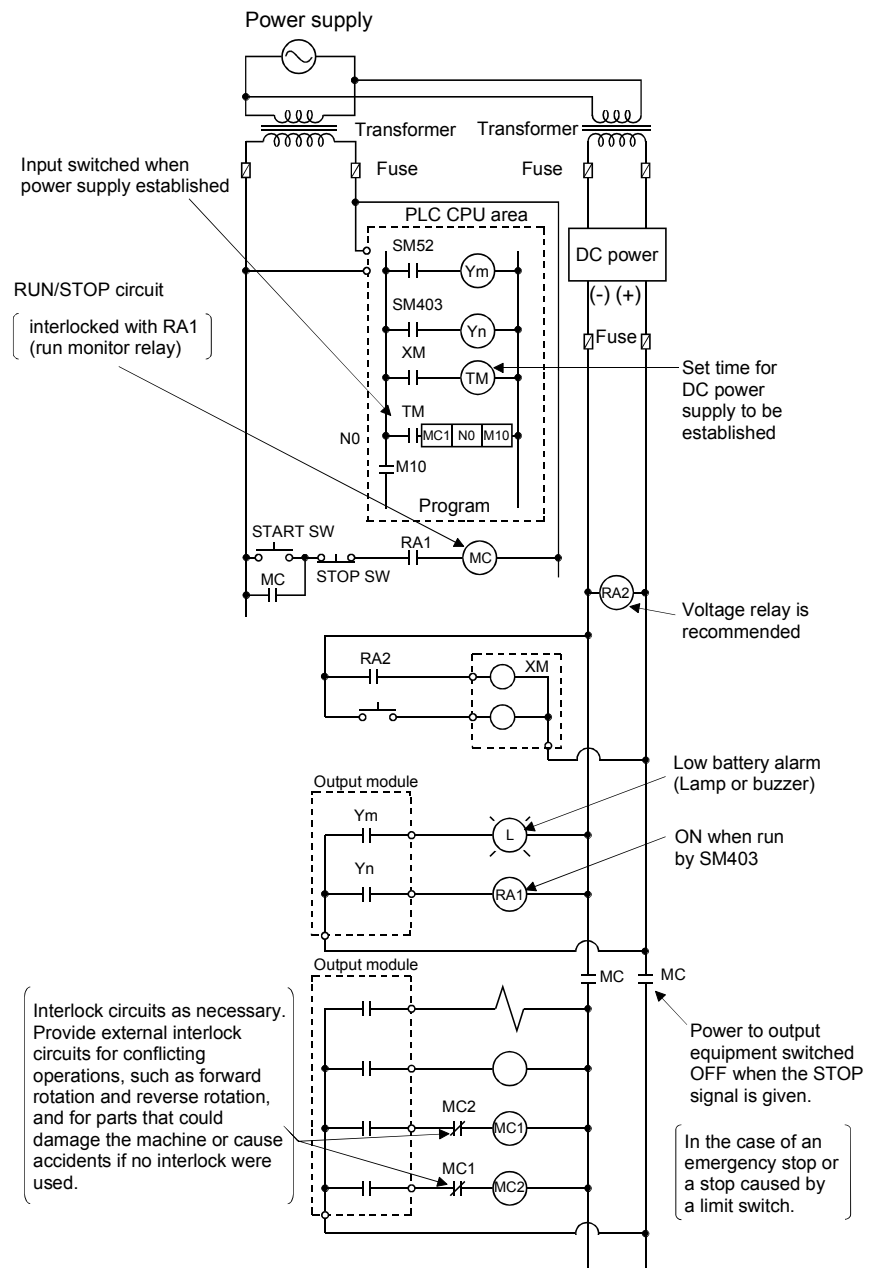 Power supply
Transformer
Transformer
Input switched when
power supply established
Fuse
Fuse
PLC CPU area
SM52
Ym
DC power
(-) (+)
RUN/STOP circuit
interlocked with RA1
(run monitor relay)
SM403
Yn
Fuse
XM
TM
Set time for
DC power
supply to be
established
TM
N0
MC1 N0 M10
M10
Program
START SW
RA1
MC
STOP SW
MC
RA2
Voltage relay is
recommended
RA2
XM
Low battery alarm
(Lamp or buzzer)
Output module
Ym
L
ON when run
by SM403
Yn
RA1
Output module
MC
MC
Interlock circuits as necessary.
Provide external interlock
circuits for conflicting
operations, such as forward
rotation and reverse rotation,
and for parts that could
damage the machine or cause
accidents if no interlock were
used.
Power to output
equipment switched
OFF when the STOP
signal is given.
MC2
MC1
MC1
MC2
In the case of an
emergency stop or
a stop caused by
a limit switch.